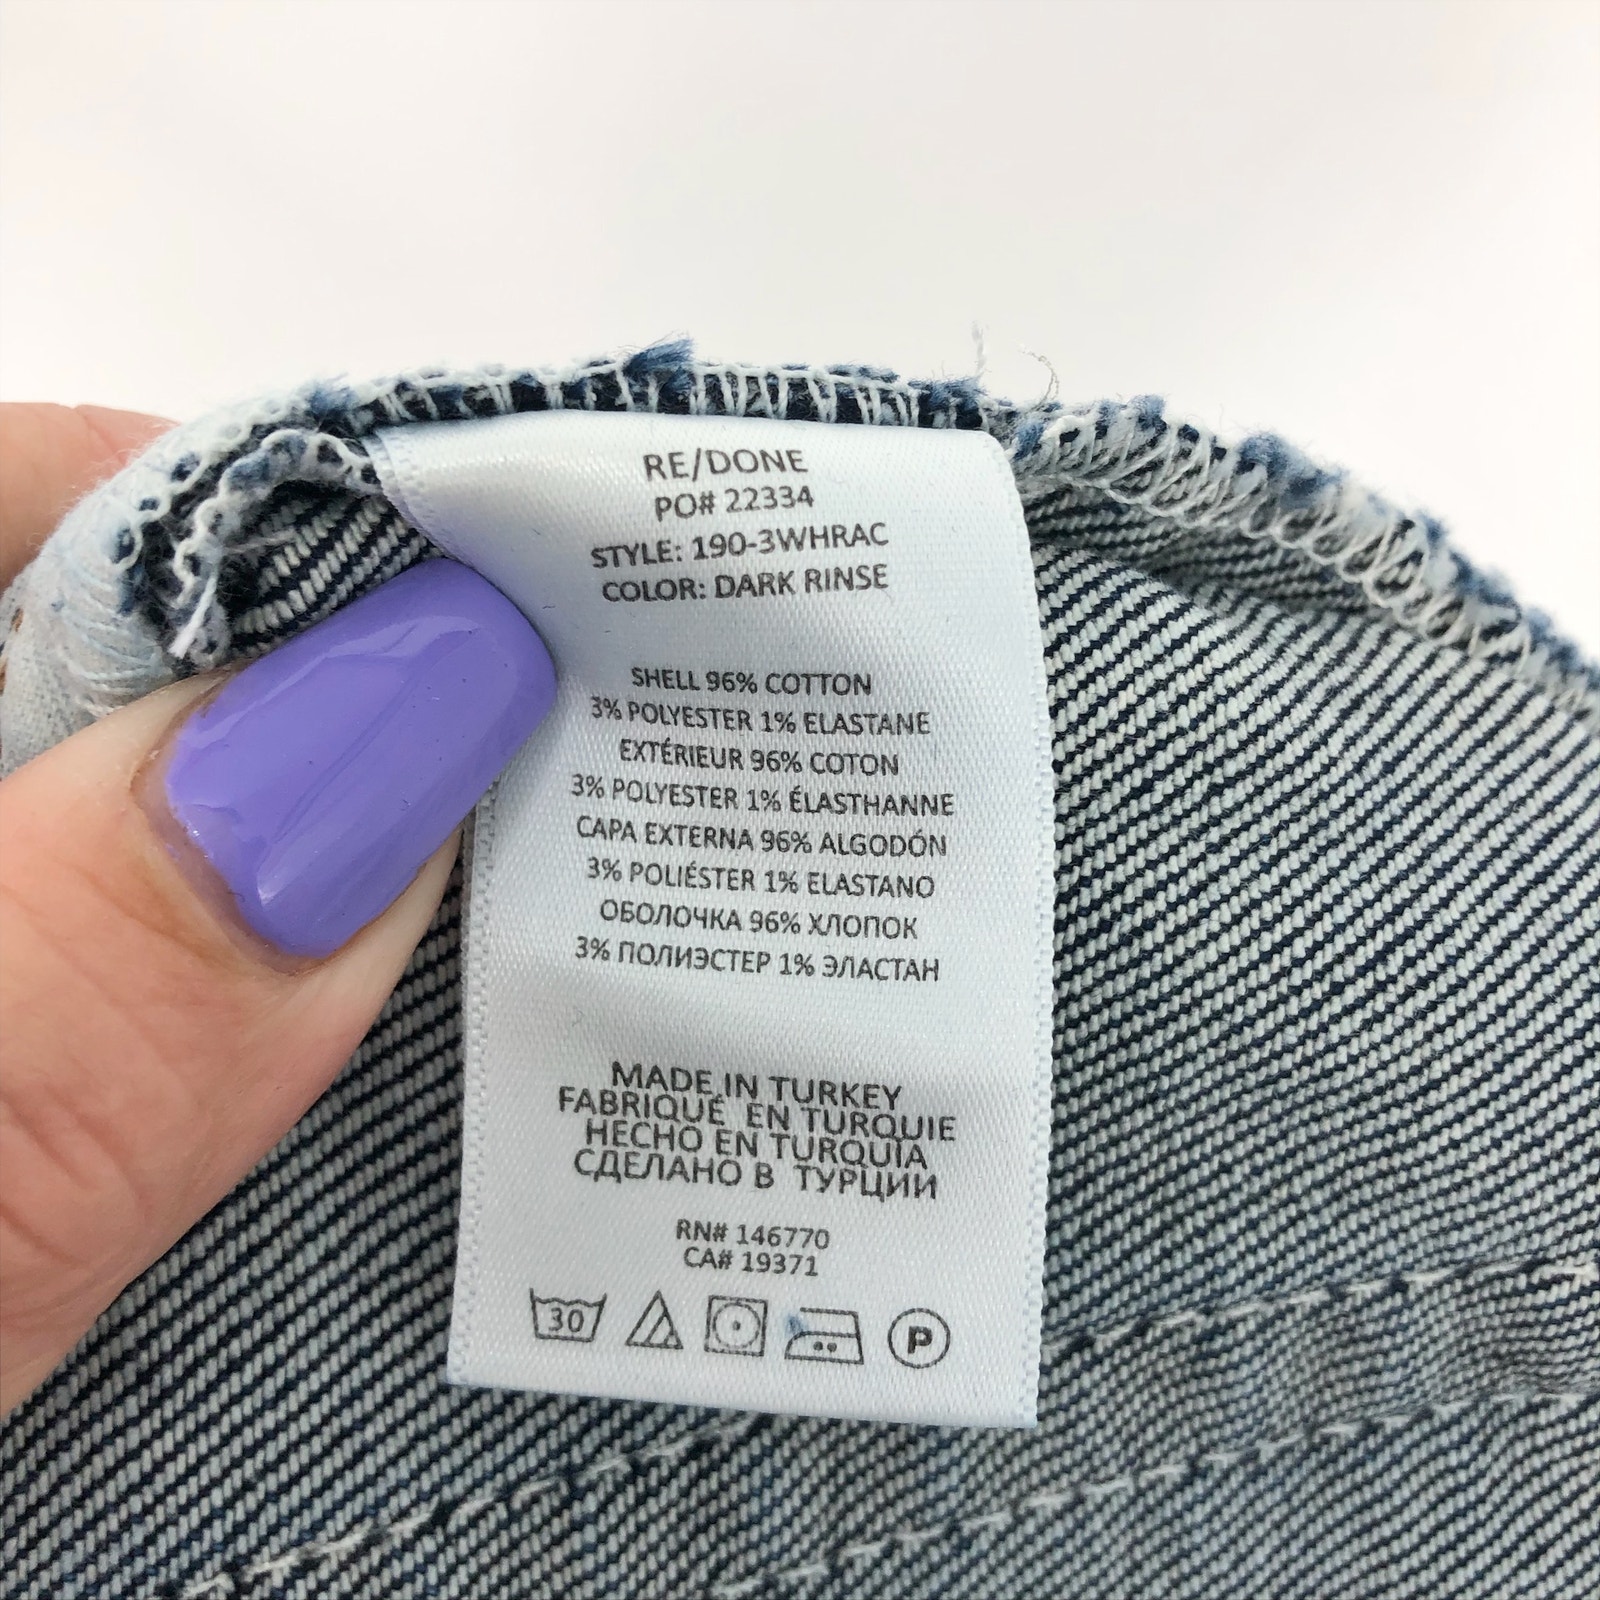 RE/DONE
PO# 22334
STYLE: 190-3WHRAC
COLOR: DARK RINSE
SHELL 96% COTTON
3% POLYESTER 1% ELASTANE
EXTÉRIEUR 96% COTON
3% POLYESTER 1% ÉLASTHANNE
CAPA EXTERNA 96% ALGODÓN
3% POLIÉSTER 1% ELASTANO
ОБОЛОЧКА 96% ХЛОПОК
3% ПОЛИЭСТЕР 1% ЭЛАСТАН
MADE IN TURKEY
FABRIQUÉ EN TURQUIE
HECHO EN TURQUIA
СДЕЛАНО В ТУРЦИИ
RN# 146770
CA# 19371
30 P